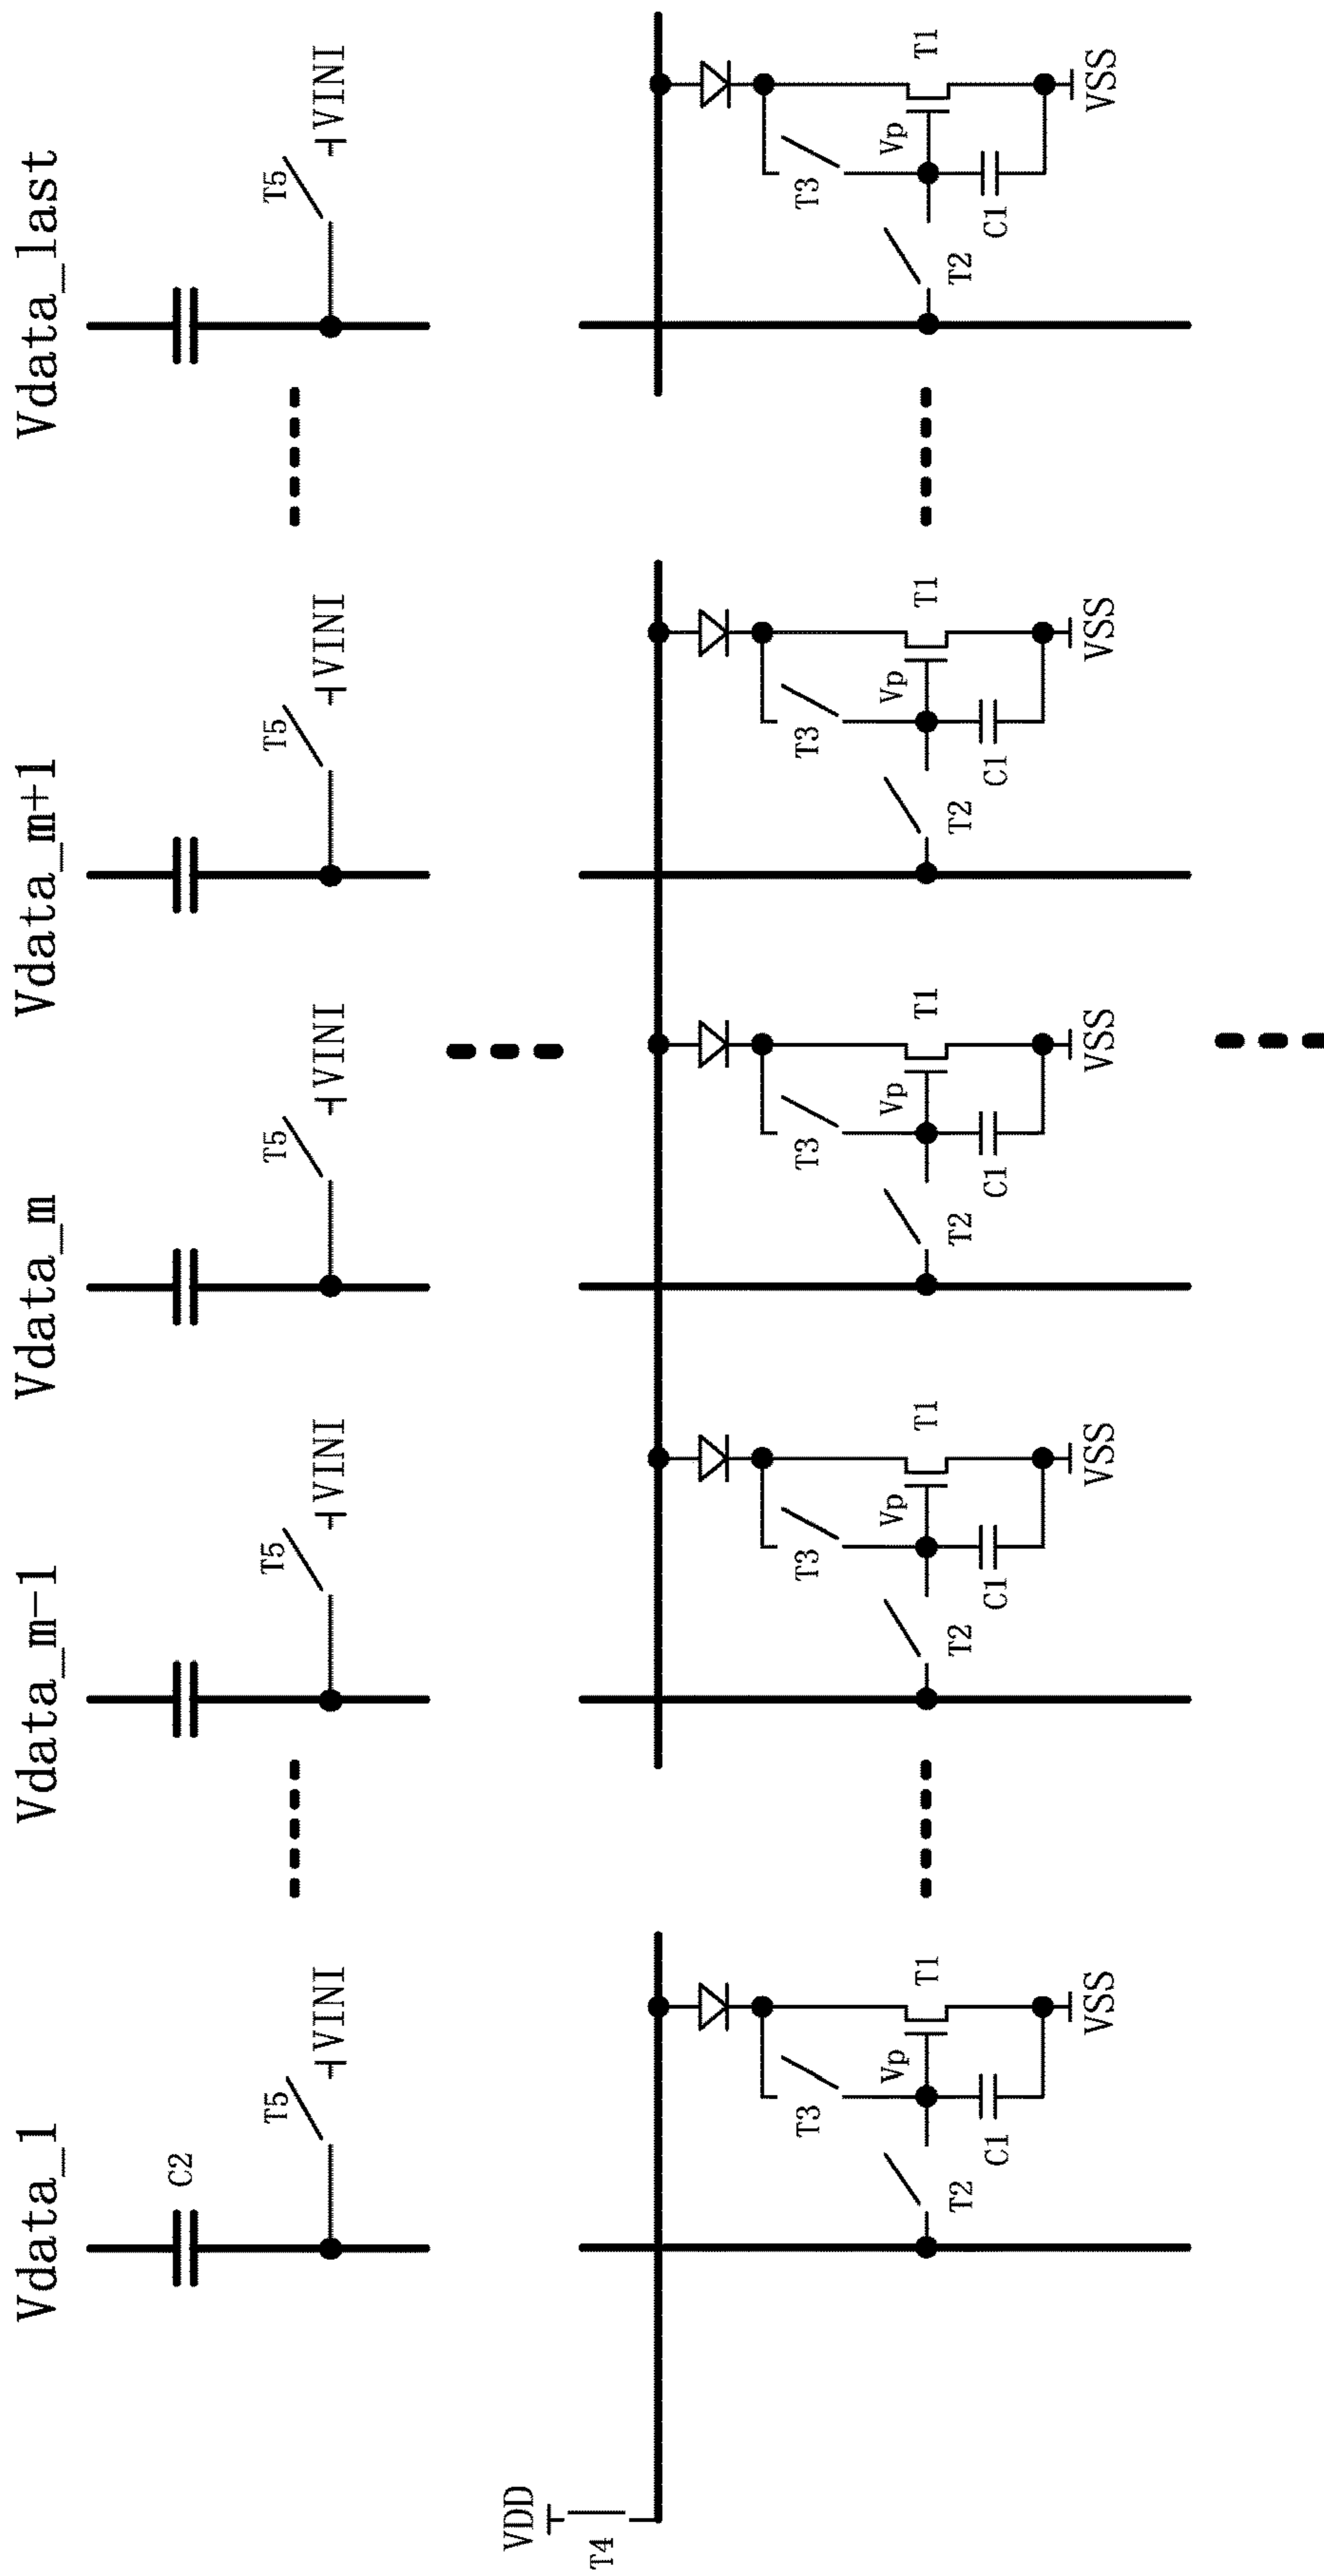 Vdata_1
Vdata_m-1
Vdata_m
Vdata_m+1
Vdata_last
C2
T5
T5
T5
T5
T5
VINI
VINI
VINI
VINI
VINI
VDD
T4
T3
T3
T3
T3
T3
Vp
Vp
Vp
Vp
Vp
T1
T1
T1
T1
T1
T2
T2
T2
T2
T2
C1
C1
C1
C1
C1
VSS
VSS
VSS
VSS
VSS